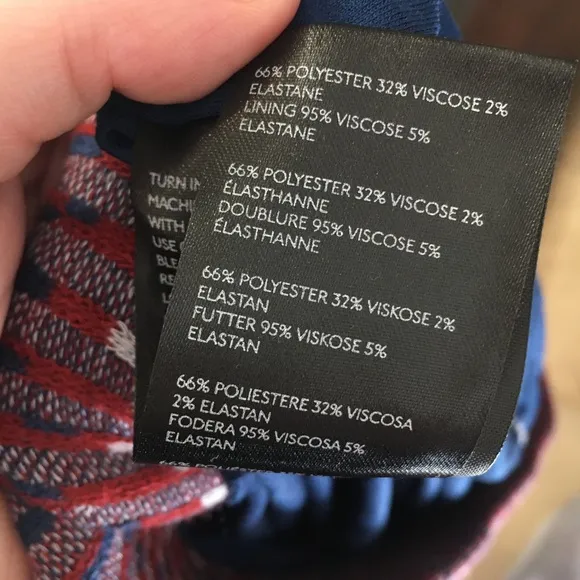 66% POLYESTER 32% VISCOSE 2%
ELASTANE
LINING 95% VISCOSE 5%
ELASTANE
66% POLYESTER 32% VISCOSE 2%
ÉLASTHANNE
DOUBLURE 95% VISCOSE 5%
ÉLASTHANNE
66% POLYESTER 32% VISKOSE 2%
ELASTAN
FUTTER 95% VISKOSE 5%
ELASTAN
66% POLIESTERE 32% VISCOSA
2% ELASTAN
FODERA 95% VISCOSA 5%
ELASTAN
TURN
WITH
USE